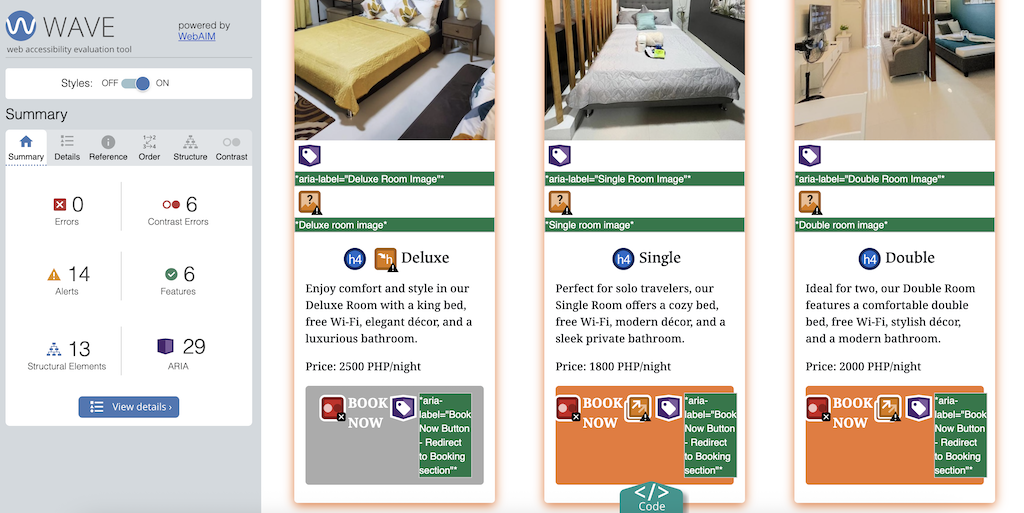 WAVE
powered by
WebAIM
web accessibility evaluation tool
Styles: OFF ON
Summary
Summary Details Reference Order Structure Contrast
0
Errors
6
Contrast Errors
14
Alerts
6
Features
13
Structural Elements
29
ARIA
View details ›
*aria-label="Deluxe Room Image"*
*Deluxe room image*
h4 h Deluxe
Enjoy comfort and style in our
Deluxe Room with a king bed,
free Wi-Fi, elegant décor, and a
luxurious bathroom.
Price: 2500 PHP/night
BOOK
NOW
*aria-
label="Book
Now Button
- Redirect
to Booking
section"*
*aria-label="Single Room Image"*
*Single room image*
h4 Single
Perfect for solo travelers, our
Single Room offers a cozy bed,
free Wi-Fi, modern décor, and a
sleek private bathroom.
Price: 1800 PHP/night
BOOK
NOW
*aria-
label="Book
Now Button
- Redirect
to Booking
section"*
*aria-label="Double Room Image"*
*Double room image*
h4 Double
Ideal for two, our Double Room
features a comfortable double
bed, free Wi-Fi, stylish décor,
and a modern bathroom.
Price: 2000 PHP/night
BOOK
NOW
*aria-
label="Book
Now Button
- Redirect
to Booking
section"*
</>
Code